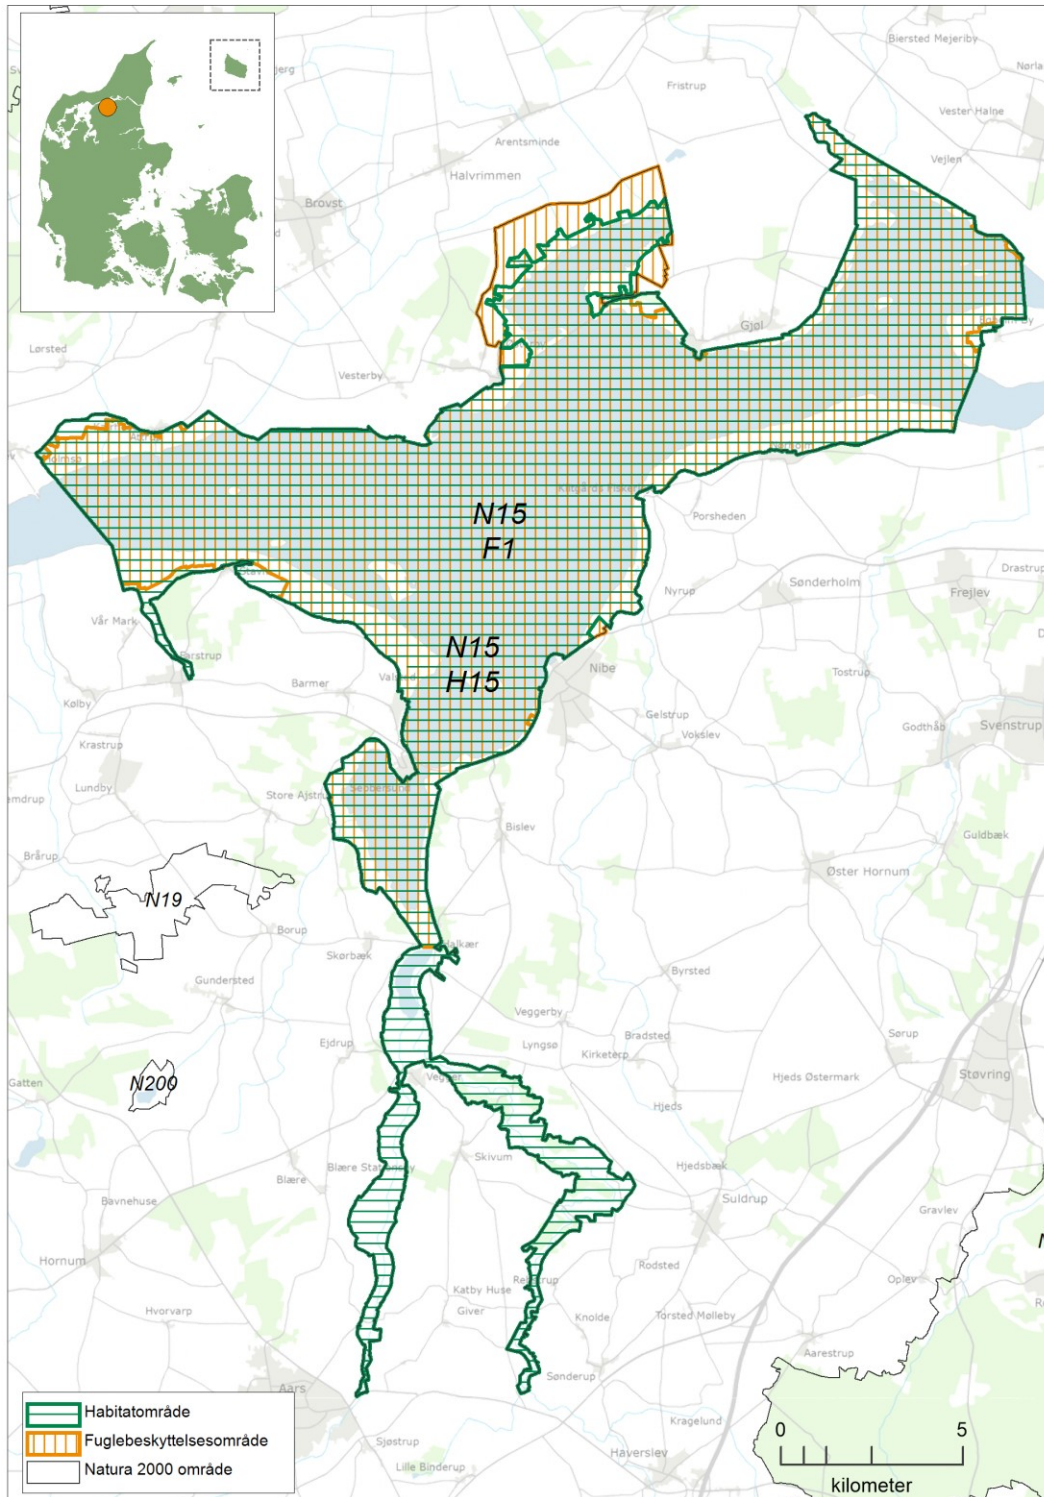 Biersted Mejeriby
Fristrup
Vester Halne
Arentsminde
Vejlen
Halvrimmen
Brovst
Gjøl
Lørsted
Vesterby
N15
F1
Porsheden
Sønderholm
Drastrup
Nyrup
Frejlev
Vår Mark
N15
H15
Nibe
Barmer
Tostrup
Kølby
Gelstrup
Godthåb
Svenstrup
Krastrup
Vokslev
Lundby
Store Ajstrup
Sebbersund
Bislev
Guldbæk
Brårup
Øster Hornum
N19
Borup
Skørbæk
Halkær
Gundersted
Byrsted
Veggerby
Bradsted
Sørup
Ejdrup
Lyngsø
Kirketerp
Støvring
Gatten
N200
Vegger
Hjeds Østermark
Hjeds
Skivum
Hjedsbæk
Blære
Suldrup
Bavnehuse
Gravlev
Hornum
Rodsted
Oplev
Katby Huse
Hvorvarp
Giver
Knolde
Torsted Mølleby
Aarestrup
Aars
Sønderup
Kragelund
Sjøstrup
Haverslev
Lille Binderup
Habitatområde
Fuglebeskyttelsesområde
Natura 2000 område
0 5
kilometer